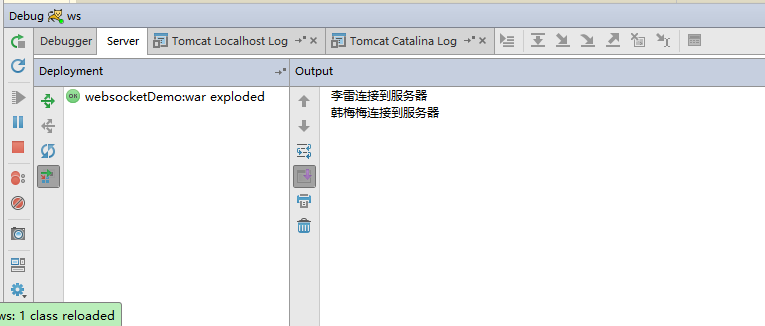 Debug ws
Debugger Server Tomcat Localhost Log Tomcat Catalina Log
Deployment
Output
OK websocketDemo:war exploded
李雷连接到服务器
韩梅梅连接到服务器
ws: 1 class reloaded